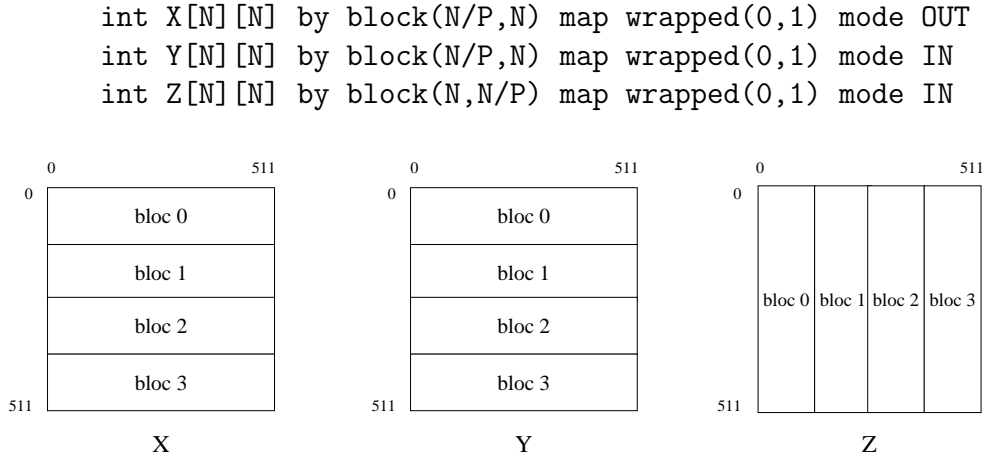 int X[N][N] by block(N/P,N) map wrapped(0,1) mode OUT
int Y[N][N] by block(N/P,N) map wrapped(0,1) mode IN
int Z[N][N] by block(N,N/P) map wrapped(0,1) mode IN
0 511
0
bloc 0
bloc 1
bloc 2
bloc 3
511
X
0 511
0
bloc 0
bloc 1
bloc 2
bloc 3
511
Y
0 511
0
bloc 0 bloc 1 bloc 2 bloc 3
511
Z